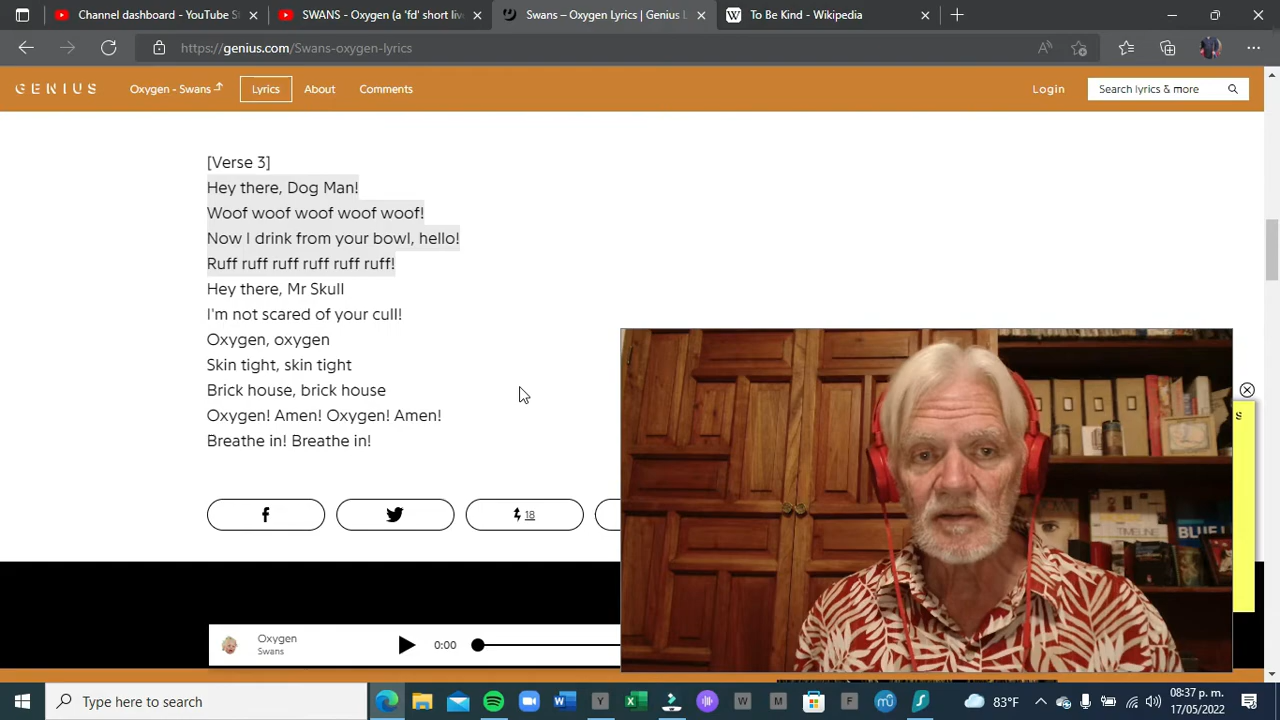 Channel dashboard - YouTube St
SWANS - Oxygen (a 'fd' short live
Swans – Oxygen Lyrics | Genius L
To Be Kind - Wikipedia
https://genius.com/Swans-oxygen-lyrics
GENIUS
Oxygen - Swans
Lyrics
About
Comments
Login
Search lyrics & more
[Verse 3]
Hey there, Dog Man!
Woof woof woof woof woof!
Now I drink from your bowl, hello!
Ruff ruff ruff ruff ruff ruff!
Hey there, Mr Skull
I'm not scared of your cull!
Oxygen, oxygen
Skin tight, skin tight
Brick house, brick house
Oxygen! Amen! Oxygen! Amen!
Breathe in! Breathe in!
18
s
TIMELINE
BLUE
Oxygen
Swans
0:00
Type here to search
83°F
08:37 p. m.
17/05/2022